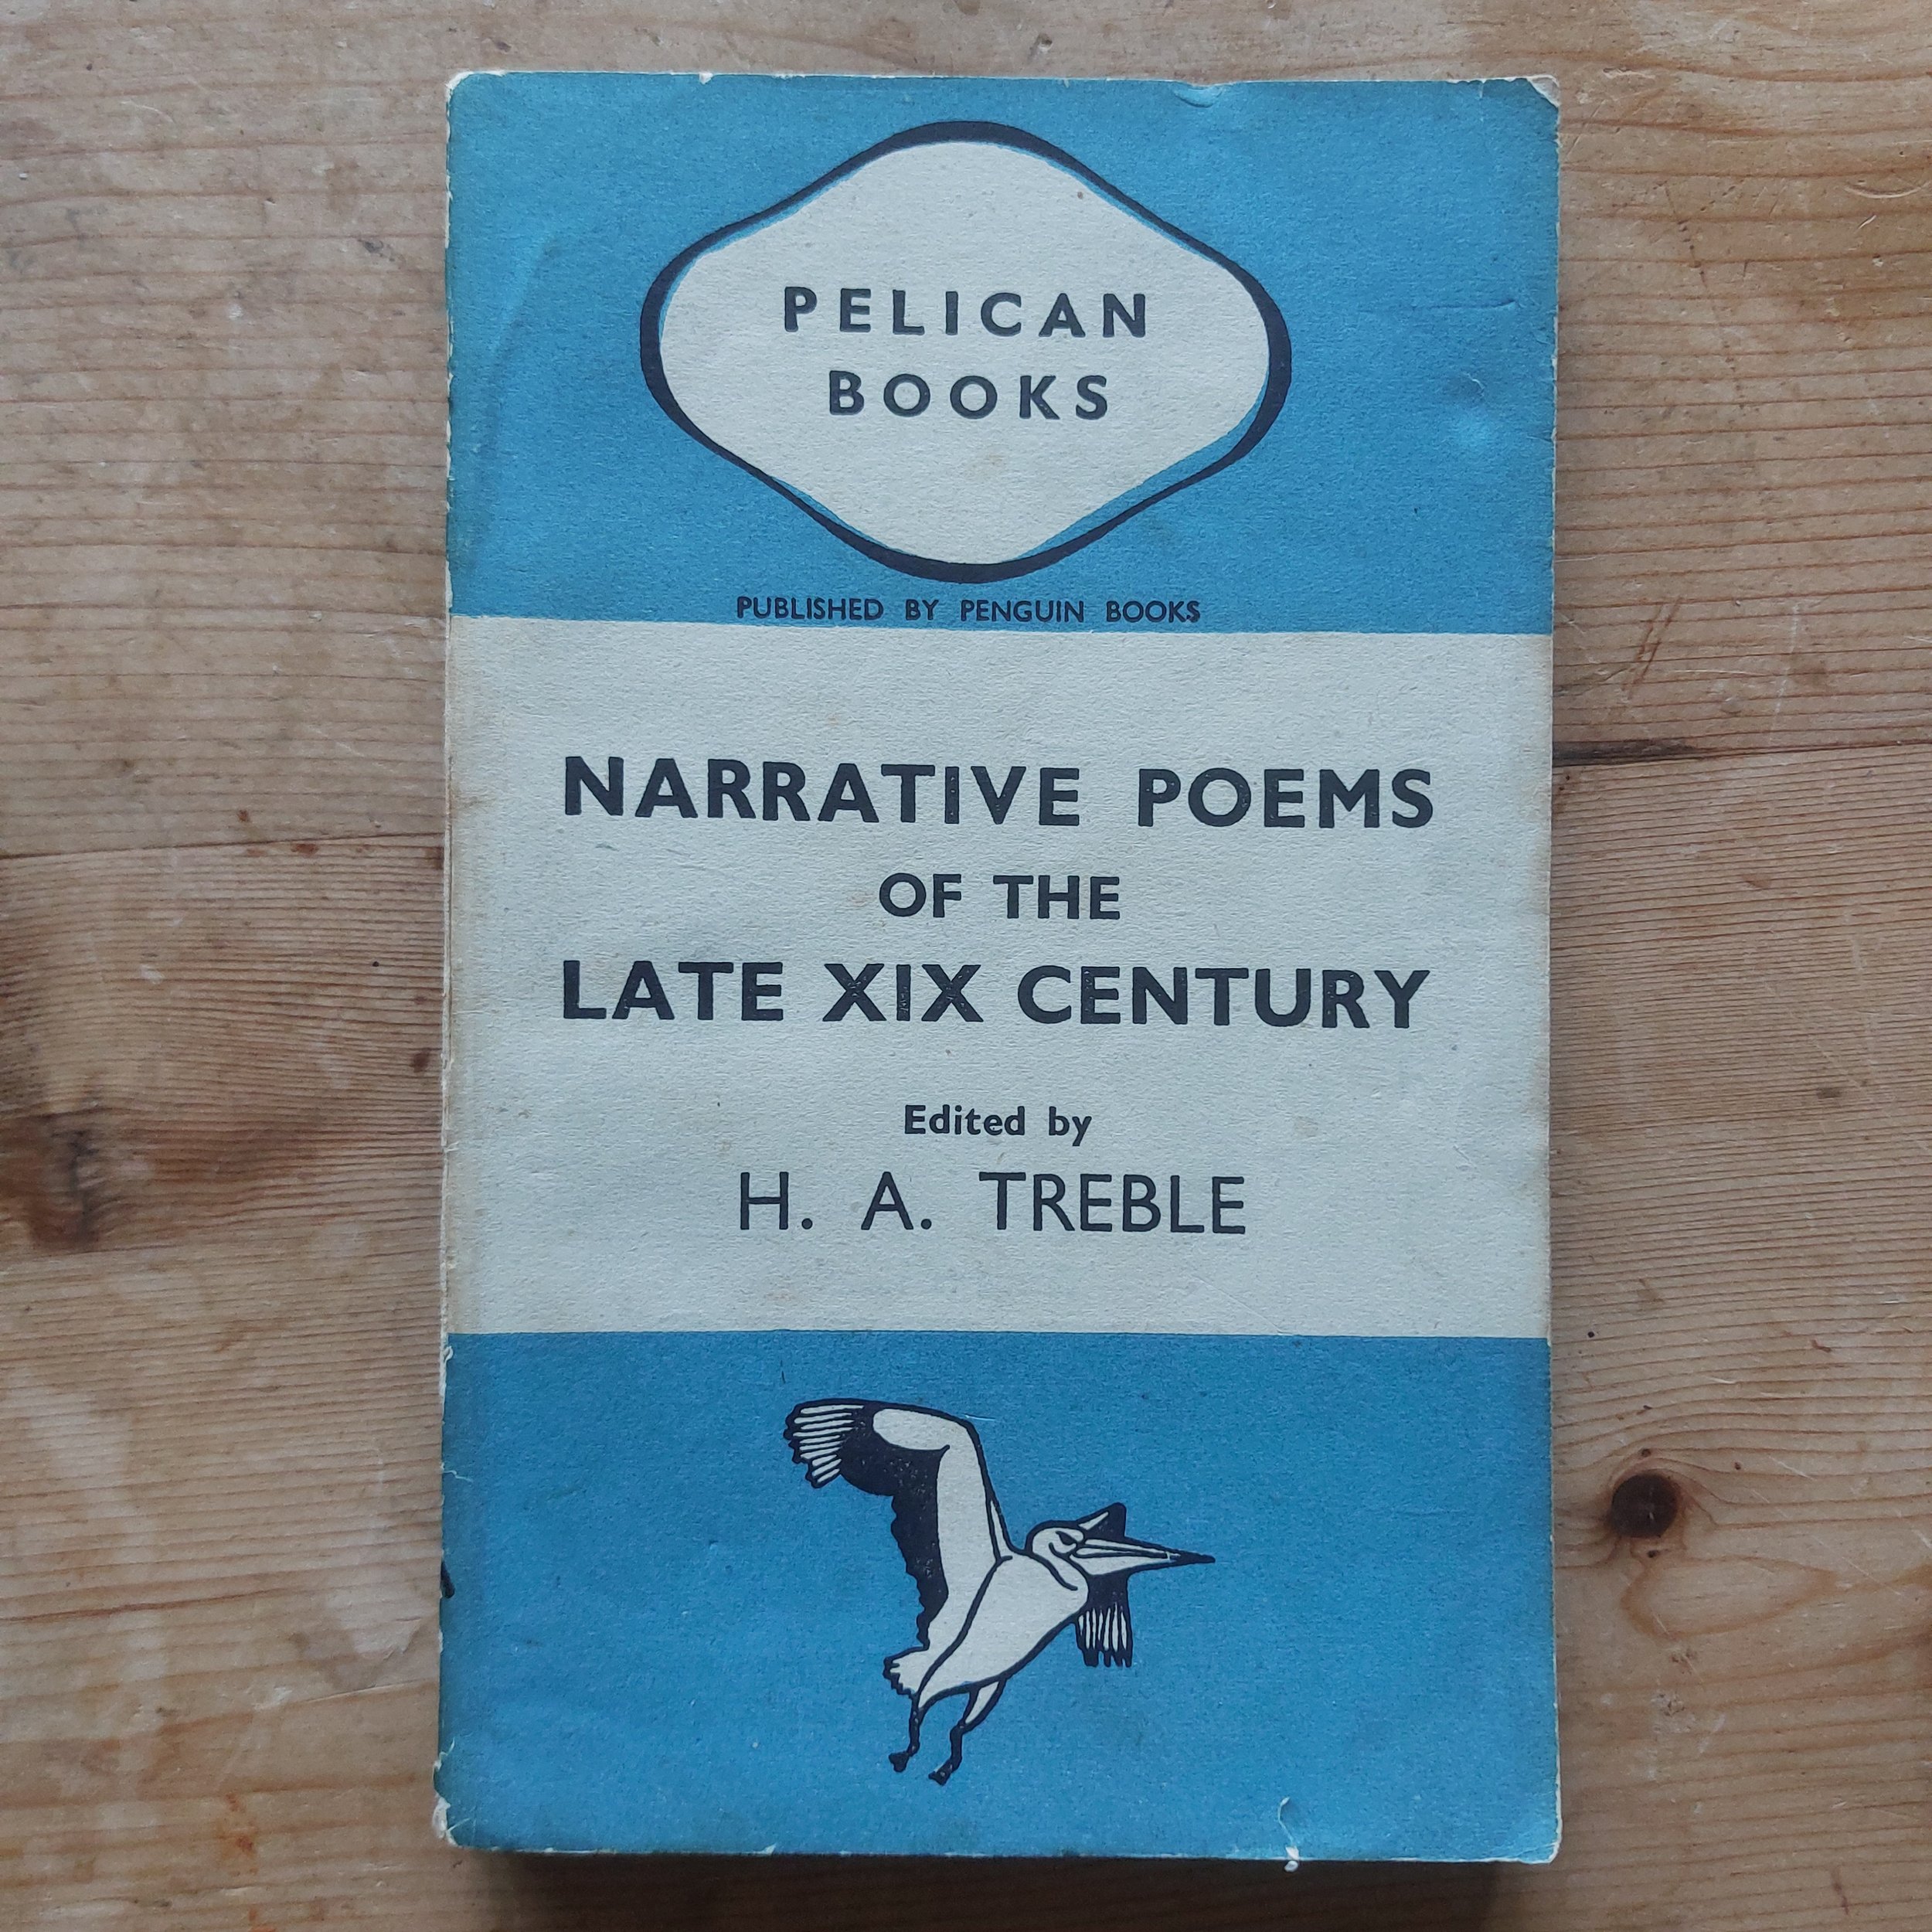 PELICAN
BOOKS
PUBLISHED BY PENGUIN BOOKS
NARRATIVE POEMS
OF THE
LATE XIX CENTURY
Edited by
H. A. TREBLE